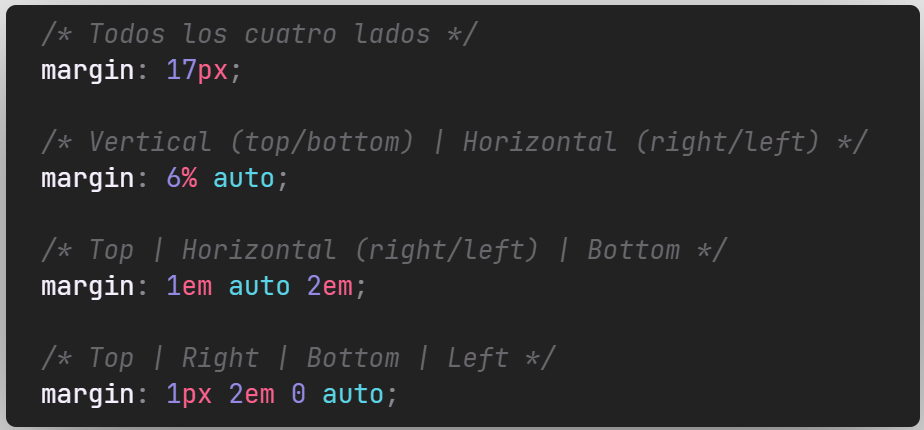 /* Todos los cuatro lados */
margin: 17px;
/* Vertical (top/bottom) | Horizontal (right/left) */
margin: 6% auto;
/* Top | Horizontal (right/left) | Bottom */
margin: 1em auto 2em;
/* Top | Right | Bottom | Left */
margin: 1px 2em 0 auto;